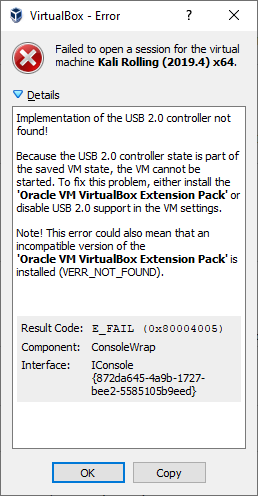 VirtualBox - Error
Failed to open a session for the virtual
machine Kali Rolling (2019.4) x64.
Details
Implementation of the USB 2.0 controller not
found!
Because the USB 2.0 controller state is part of
the saved VM state, the VM cannot be
started. To fix this problem, either install the
'Oracle VM VirtualBox Extension Pack' or
disable USB 2.0 support in the VM settings.
Note! This error could also mean that an
incompatible version of the
'Oracle VM VirtualBox Extension Pack' is
installed (VERR_NOT_FOUND).
Result Code: E_FAIL (0x80004005)
Component: ConsoleWrap
Interface: IConsole
{872da645-4a9b-1727-
bee2-5585105b9eed}
OK Copy